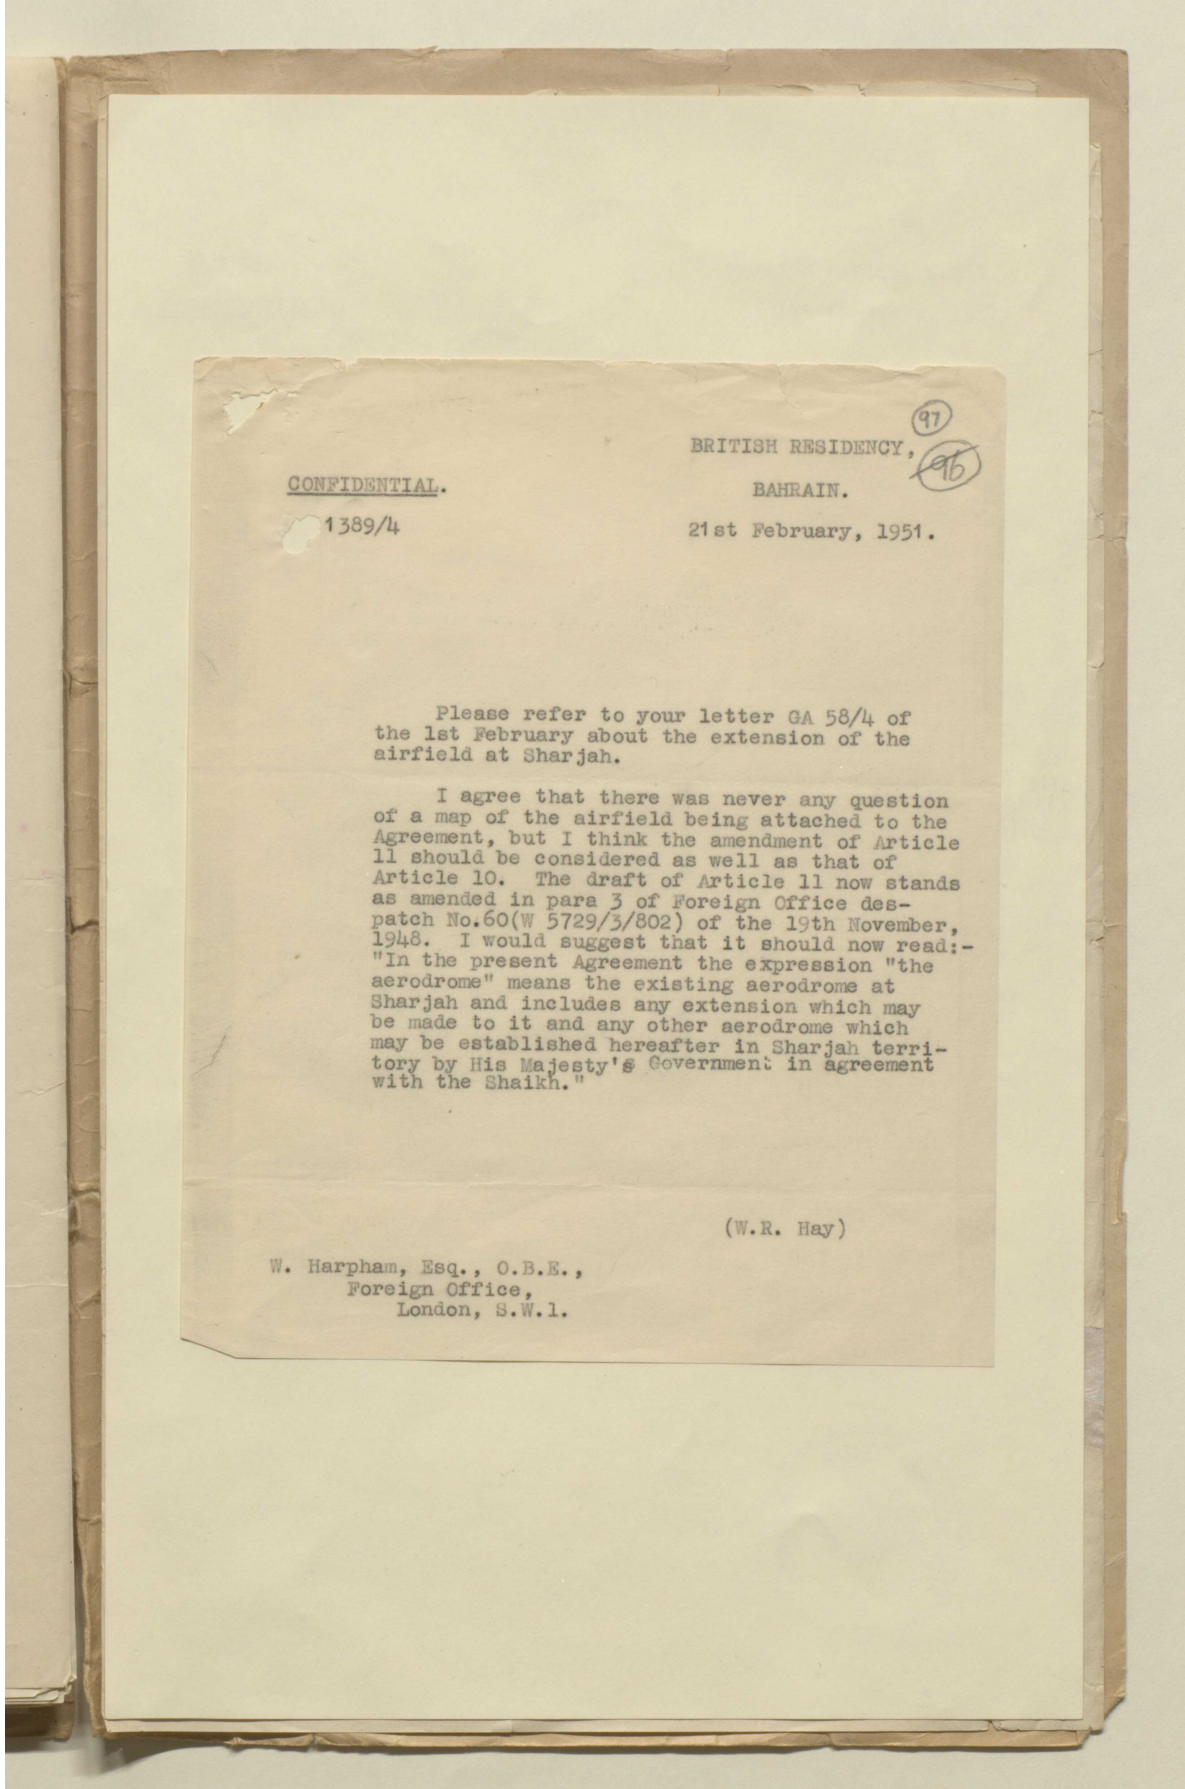 97
BRITISH RESIDENCY,
96
CONFIDENTIAL.
BAHRAIN.
1389/4
21st February, 1951.
Please refer to your letter GA 58/4 of
the 1st February about the extension of the
airfield at Sharjah.
I agree that there was never any question
of a map of the airfield being attached to the
Agreement, but I think the amendment of Article
11 should be considered as well as that of
Article 10. The draft of Article 11 now stands
as amended in para 3 of Foreign Office des-
patch No.60(W 5729/3/802) of the 19th November,
1948. I would suggest that it should now read:-
"In the present Agreement the expression "the
aerodrome" means the existing aerodrome at
Sharjah and includes any extension which may
be made to it and any other aerodrome which
may be established hereafter in Sharjah terri-
tory by His Majesty's Government in agreement
with the Shaikh."
(W.R. Hay)
W. Harpham, Esq., O.B.E.,
Foreign Office,
London, S.W.1.